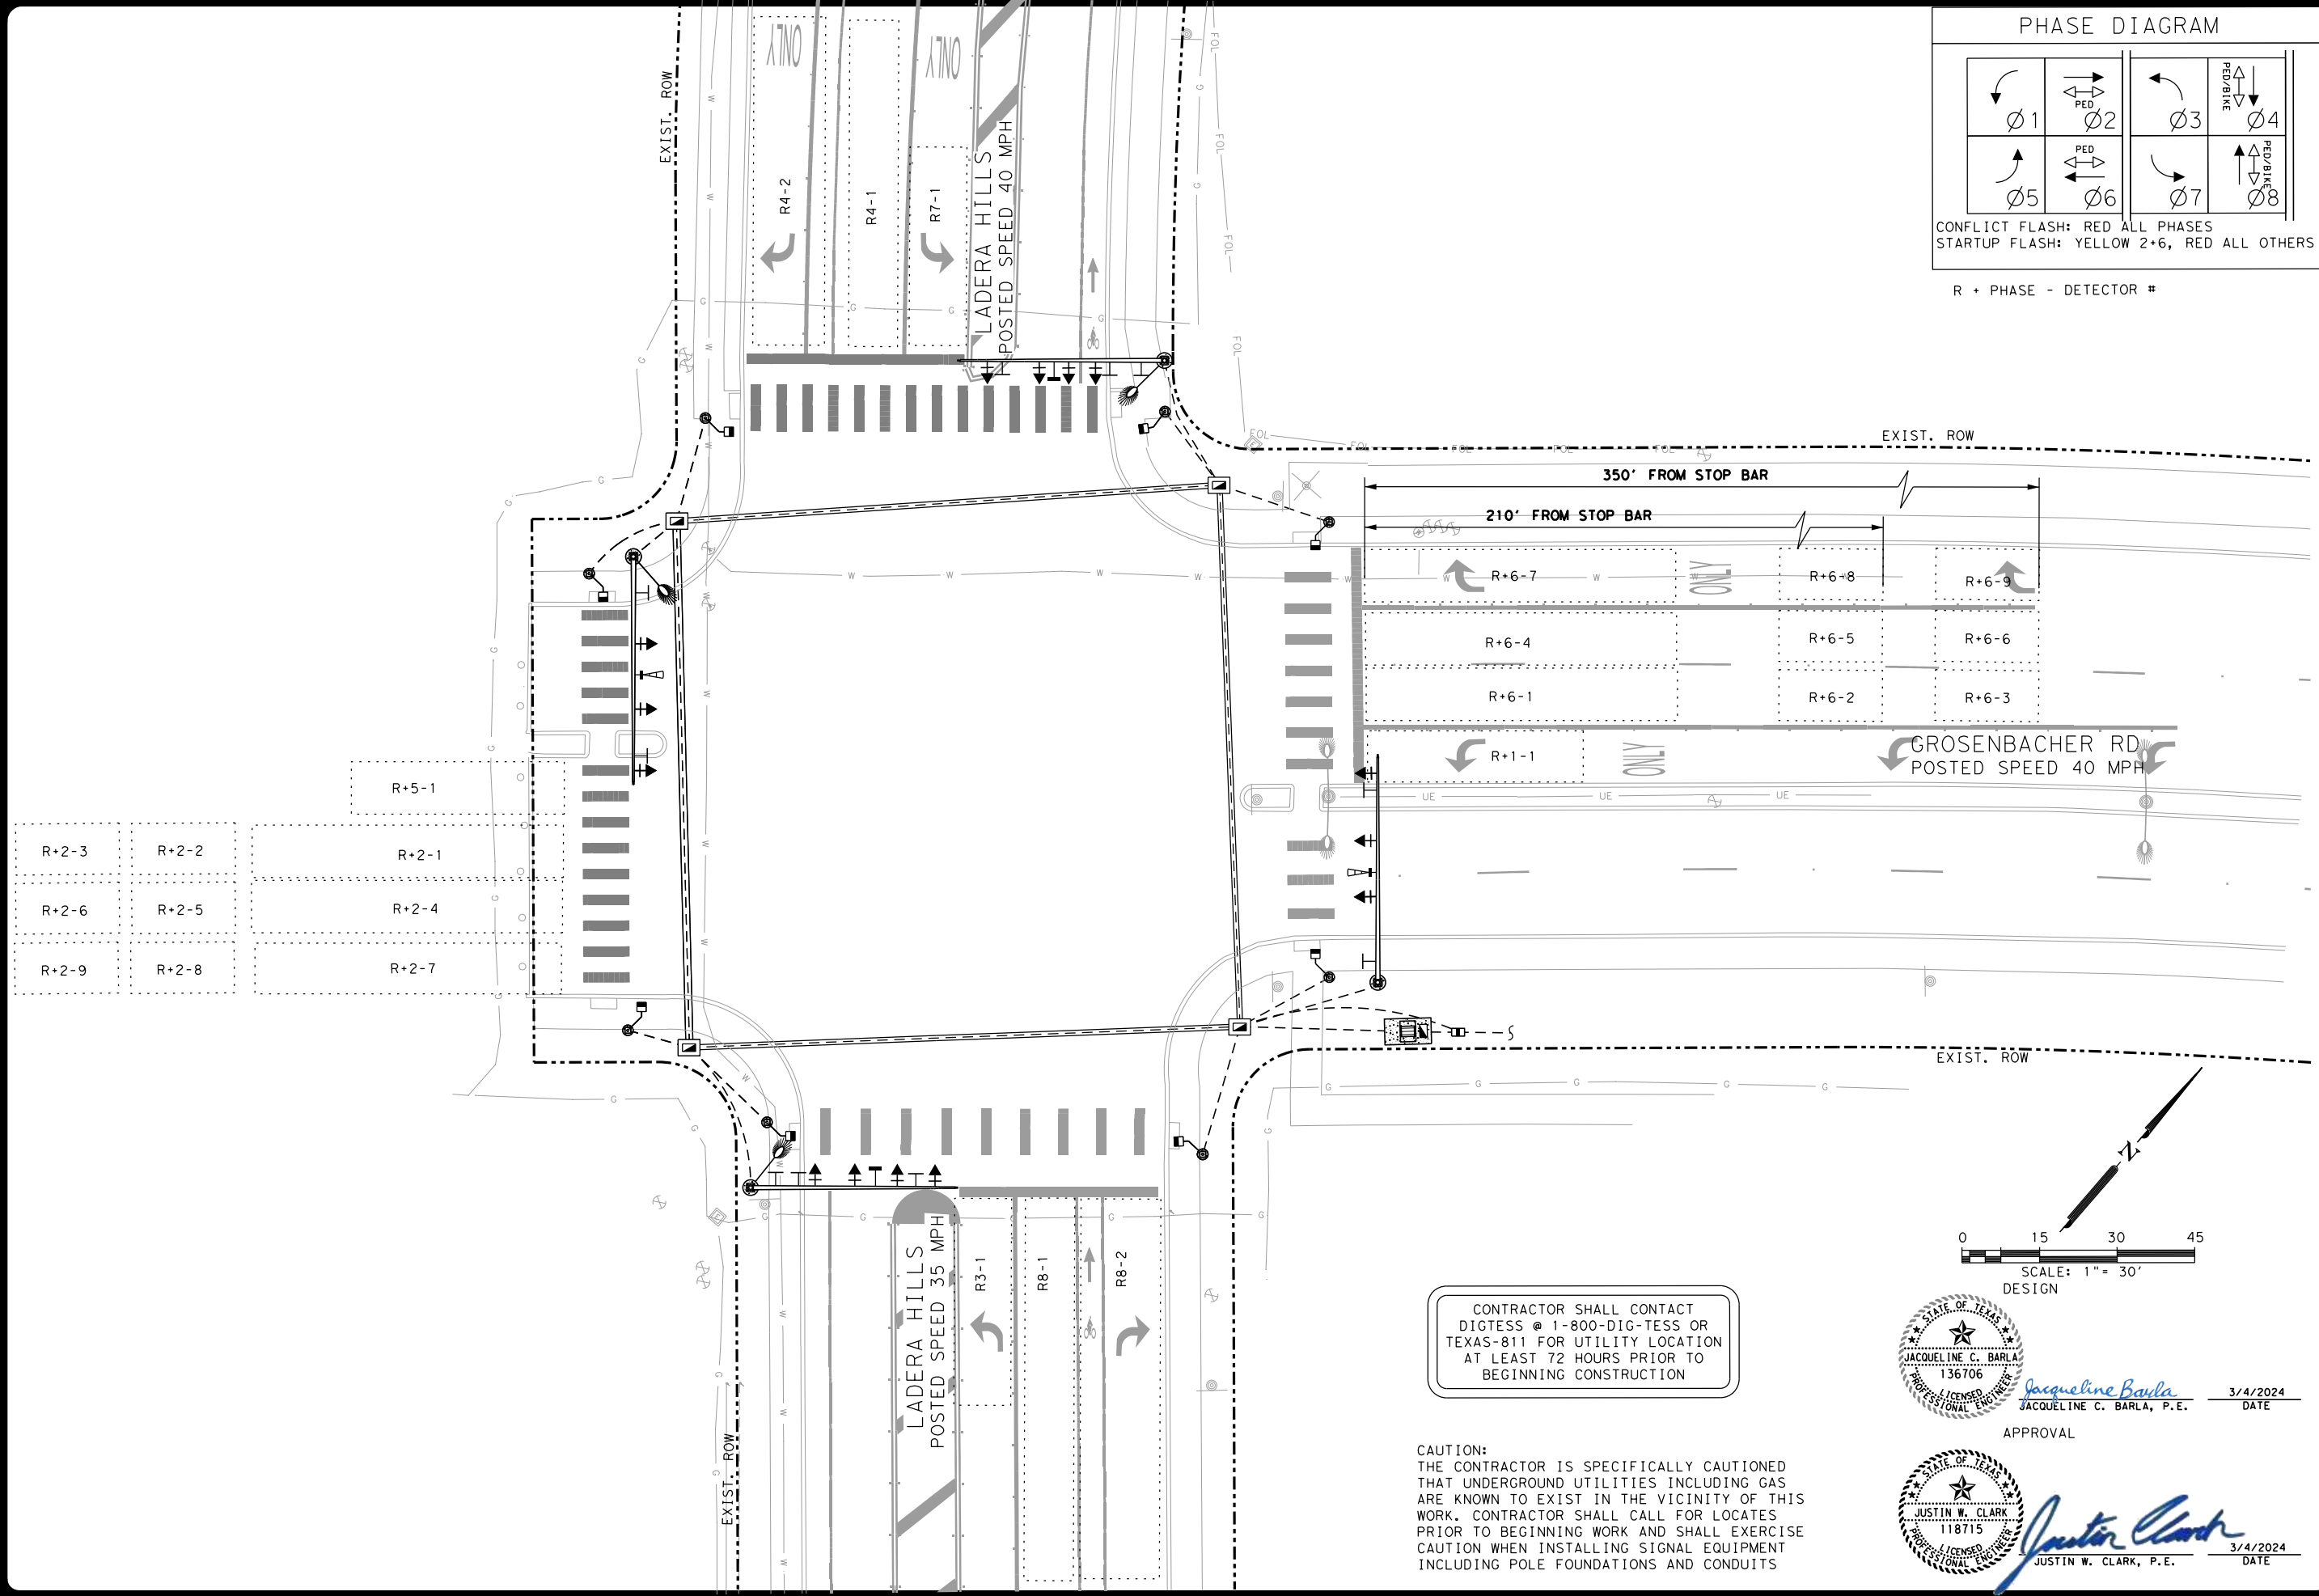 PHASE DIAGRAM
Ø1
PED
Ø2
Ø3
PED/BIKE
Ø4
Ø5
PED
Ø6
Ø7
PED/BIKE
Ø8
CONFLICT FLASH: RED ALL PHASES
STARTUP FLASH: YELLOW 2+6, RED ALL OTHERS
R + PHASE - DETECTOR #
EXIST. ROW
ONLY
ONLY
R4-2
R4-1
R7-1
LADERA HILLS
POSTED SPEED 40 MPH
EXIST. ROW
350' FROM STOP BAR
210' FROM STOP BAR
R+6-7
ONLY
R+6-8
R+6-9
R+6-4
R+6-5
R+6-6
R+6-1
R+6-2
R+6-3
R+1-1
ONLY
GROSENBACHER RD
POSTED SPEED 40 MPH
UE
UE
UE
R+5-1
R+2-3
R+2-2
R+2-1
R+2-6
R+2-5
R+2-4
R+2-9
R+2-8
R+2-7
EXIST. ROW
LADERA HILLS
POSTED SPEED 35 MPH
R3-1
R8-1
R8-2
EXIST. ROW
N
0 15 30 45
SCALE: 1"= 30'
DESIGN
STATE OF TEXAS
JACQUELINE C. BARLA
136706
LICENSED
PROFESSIONAL ENGINEER
Jacqueline Barla
JACQUELINE C. BARLA, P.E.
3/4/2024
DATE
APPROVAL
STATE OF TEXAS
JUSTIN W. CLARK
118715
LICENSED
PROFESSIONAL ENGINEER
Justin Clark
JUSTIN W. CLARK, P.E.
3/4/2024
DATE
CONTRACTOR SHALL CONTACT
DIGTESS @ 1-800-DIG-TESS OR
TEXAS-811 FOR UTILITY LOCATION
AT LEAST 72 HOURS PRIOR TO
BEGINNING CONSTRUCTION
CAUTION:
THE CONTRACTOR IS SPECIFICALLY CAUTIONED
THAT UNDERGROUND UTILITIES INCLUDING GAS
ARE KNOWN TO EXIST IN THE VICINITY OF THIS
WORK. CONTRACTOR SHALL CALL FOR LOCATES
PRIOR TO BEGINNING WORK AND SHALL EXERCISE
CAUTION WHEN INSTALLING SIGNAL EQUIPMENT
INCLUDING POLE FOUNDATIONS AND CONDUITS